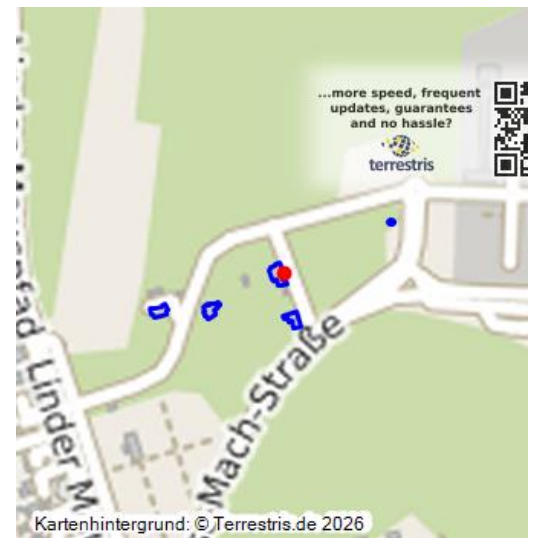 ...more speed, frequent
updates, guarantees
and no hassle?
terrestris
Linder M
Mach-Straße
Kartenhintergrund: © Terrestris.de 2026